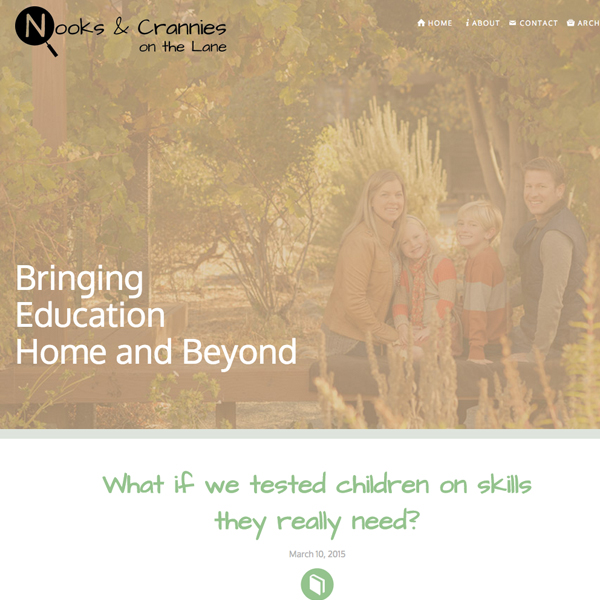 Nooks & Crannies
on the Lane
HOME ABOUT CONTACT ARCH
Bringing
Education
Home and Beyond
What if we tested children on skills
they really need?
March 10, 2015